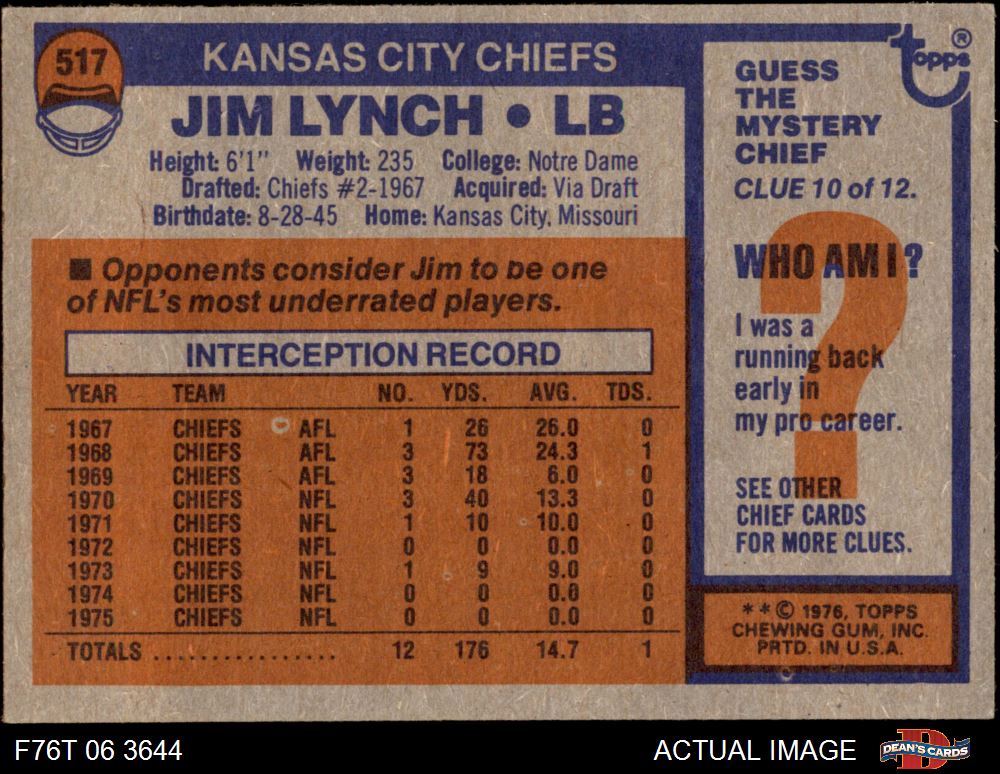 517
KANSAS CITY CHIEFS
JIM LYNCH • LB
Height: 6'1" Weight: 235 College: Notre Dame
Drafted: Chiefs #2-1967 Acquired: Via Draft
Birthdate: 8-28-45 Home: Kansas City, Missouri
■ Opponents consider Jim to be one
of NFL's most underrated players.
INTERCEPTION RECORD
YEAR TEAM NO. YDS. AVG. TDS.
1967 CHIEFS AFL 1 26 26.0 0
1968 CHIEFS AFL 3 73 24.3 1
1969 CHIEFS AFL 3 18 6.0 0
1970 CHIEFS NFL 3 40 13.3 0
1971 CHIEFS NFL 1 10 10.0 0
1972 CHIEFS NFL 0 0 0.0 0
1973 CHIEFS NFL 1 9 9.0 0
1974 CHIEFS NFL 0 0 0.0 0
1975 CHIEFS NFL 0 0 0.0 0
TOTALS ................. 12 176 14.7 1
topps ®
GUESS
THE
MYSTERY
CHIEF
CLUE 10 of 12.
?
WHO AM I?
I was a
running back
early in
my pro career.
SEE OTHER
CHIEF CARDS
FOR MORE CLUES.
* * © 1976, TOPPS
CHEWING GUM, INC.
PRTD. IN U.S.A.
F76T 06 3644
ACTUAL IMAGE
D
DEAN'S CARDS